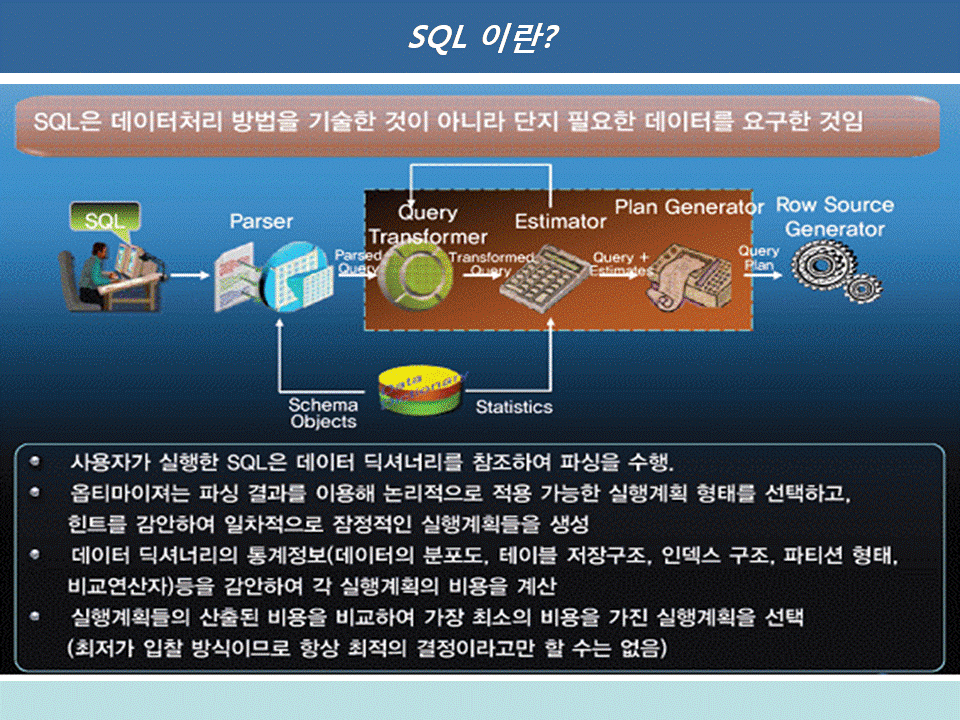 SQL 이란?
SQL은 데이터처리 방법을 기술한 것이 아니라 단지 필요한 데이터를 요구한 것임
SQL
Parser
Parsed
Query
Query
Transformer
Transformed
Query
Estimator
Query +
Estimates
Plan Generator
Query
Plan
Row Source
Generator
Schema
Objects
Data
Dictionary
Statistics
• 사용자가 실행한 SQL은 데이터 딕셔너리를 참조하여 파싱을 수행.
• 옵티마이져는 파싱 결과를 이용해 논리적으로 적용 가능한 실행계획 형태를 선택하고,
힌트를 감안하여 일차적으로 잠정적인 실행계획들을 생성
• 데이터 딕셔너리의 통계정보(데이터의 분포도, 테이블 저장구조, 인덱스 구조, 파티션 형태,
비교연산자)등을 감안하여 각 실행계획의 비용을 계산
• 실행계획들의 산출된 비용을 비교하여 가장 최소의 비용을 가진 실행계획을 선택
(최저가 입찰 방식이므로 항상 최적의 결정이라고만 할 수는 없음)